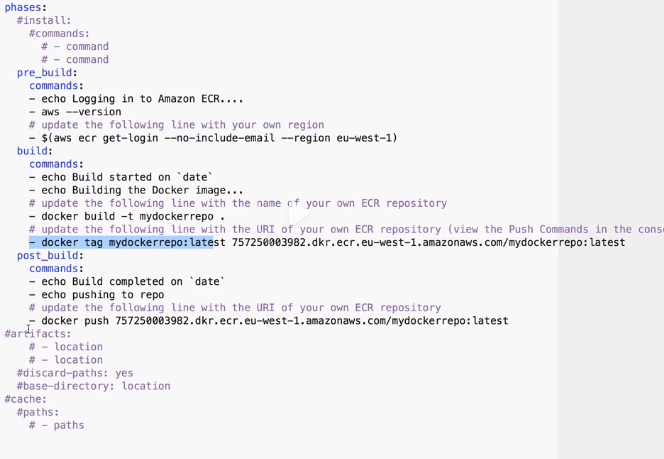 phases:
#install:
#commands:
# - command
# - command
pre_build:
commands:
- echo Logging in to Amazon ECR....
- aws --version
# update the following line with your own region
- $(aws ecr get-login --no-include-email --region eu-west-1)
build:
commands:
- echo Build started on `date`
- echo Building the Docker image...
# update the following line with the name of your own ECR repository
- docker build -t mydockerrepo .
# update the following line with the URI of your own ECR repository (view the Push Commands in the cons
- docker tag mydockerrepo:latest 757250003982.dkr.ecr.eu-west-1.amazonaws.com/mydockerrepo:latest
post_build:
commands:
- echo Build completed on `date`
- echo pushing to repo
# update the following line with the URI of your own ECR repository
- docker push 757250003982.dkr.ecr.eu-west-1.amazonaws.com/mydockerrepo:latest
#artifacts:
# - location
# - location
#discard-paths: yes
#base-directory: location
#cache:
#paths:
# - paths